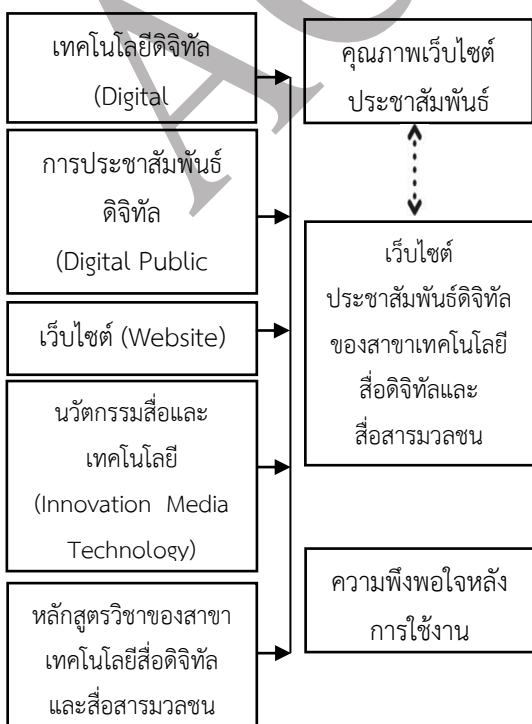 เทคโนโลยีดิจิทัล
(Digital
การประชาสัมพันธ์
ดิจิทัล
(Digital Public
เว็บไซต์ (Website)
นวัตกรรมสื่อและ
เทคโนโลยี
(Innovation Media
Technology)
หลักสูตรวิชาของสาขา
เทคโนโลยีสื่อดิจิทัล
และสื่อสารมวลชน
คุณภาพเว็บไซต์
ประชาสัมพันธ์
เว็บไซต์
ประชาสัมพันธ์ดิจิทัล
ของสาขาเทคโนโลยี
สื่อดิจิทัลและ
สื่อสารมวลชน
ความพึงพอใจหลัง
การใช้งาน